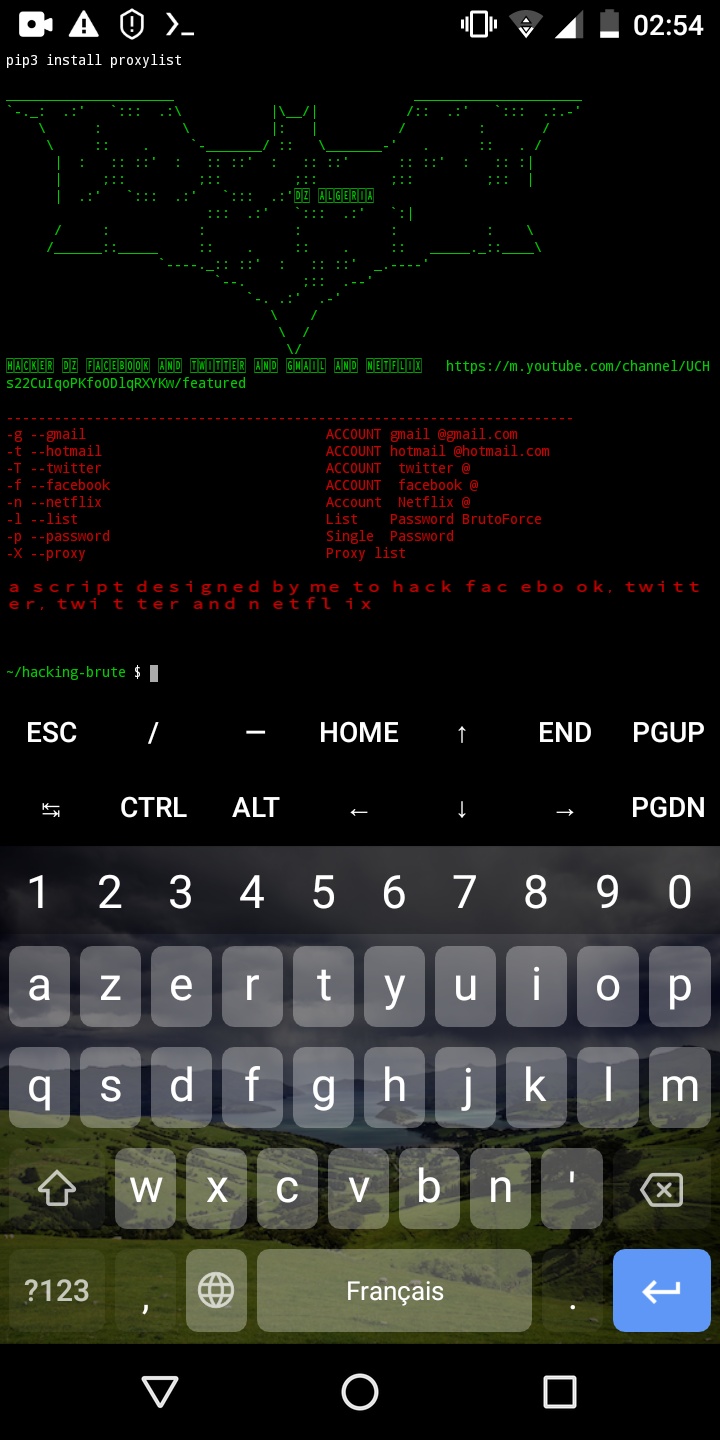 02:54
pip3 install proxylist
DZ ALGERIA
HACKER DZ FACEBOOK AND TWITTER AND GMAIL AND NETFLIX https://m.youtube.com/channel/UCH
s22CuIqoPKfoODlqRXYKw/featured
-----------------------------------------------------------------------
-g --gmail ACCOUNT gmail @gmail.com
-t --hotmail ACCOUNT hotmail @hotmail.com
-T --twitter ACCOUNT twitter @
-f --facebook ACCOUNT facebook @
-n --netflix Account Netflix @
-l --list List Password BrutoForce
-p --password Single Password
-X --proxy Proxy list
a script designed by me to hack fac ebo ok, twitt
er, twi t ter and n etfl ix
~/hacking-brute $
ESC / — HOME ↑ END PGUP
↹ CTRL ALT ← ↓ → PGDN
1 2 3 4 5 6 7 8 9 0
a z e r t y u i o p
q s d f g h j k l m
w x c v b n '
?123 , Français .